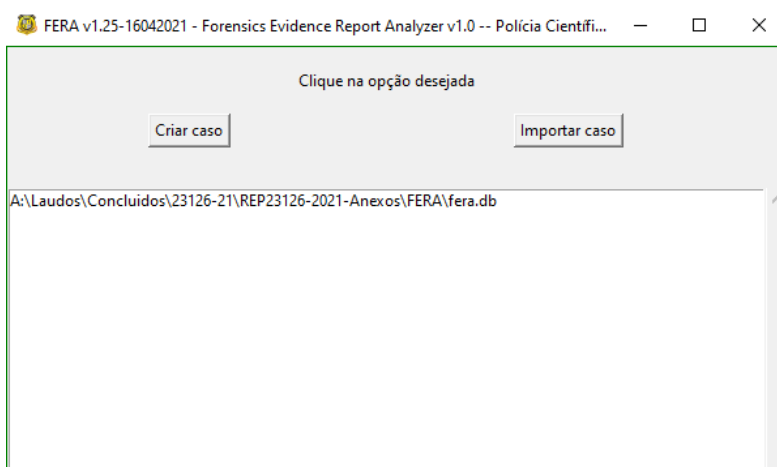 FERA v1.25-16042021 - Forensics Evidence Report Analyzer v1.0 -- Polícia Científi...
Clique na opção desejada
Criar caso
Importar caso
A:\Laudos\Concluidos\23126-21\REP23126-2021-Anexos\FERA\fera.db